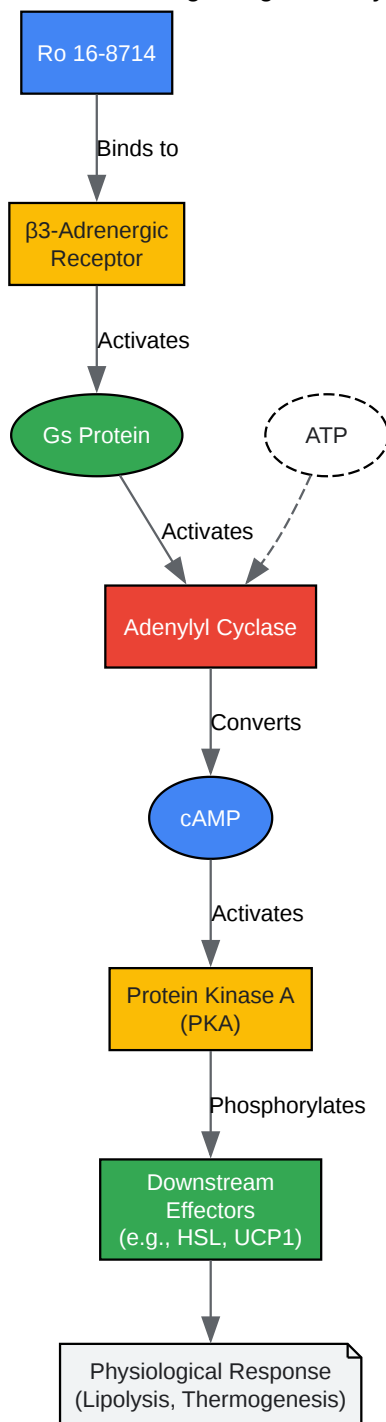 Ro 16-8714
Binds to
β3-Adrenergic
Receptor
Activates
Gs Protein
ATP
Activates
Adenylyl Cyclase
Converts
cAMP
Activates
Protein Kinase A
(PKA)
Phosphorylates
Downstream
Effectors
(e.g., HSL, UCP1)
Physiological Response
(Lipolysis, Thermogenesis)